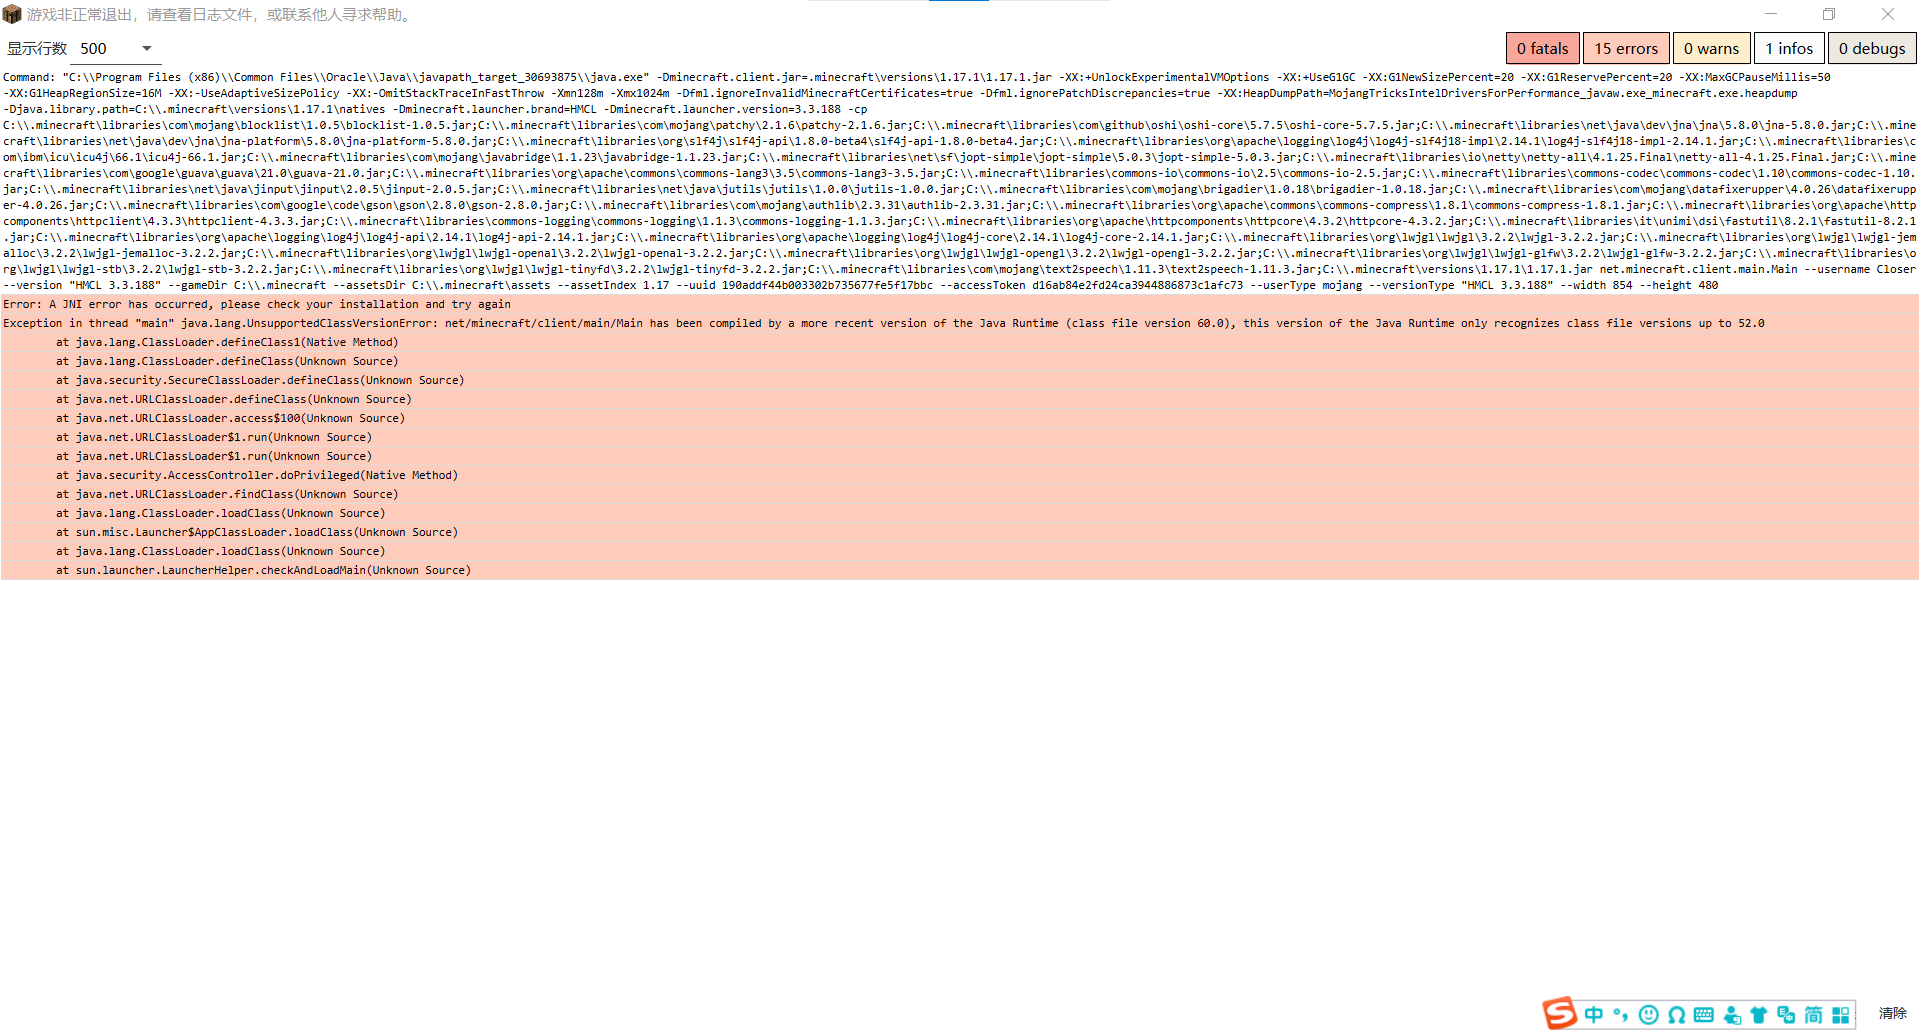 游戏非正常退出，请查看日志文件，或联系他人寻求帮助。
显示行数 500
0 fatals 15 errors 0 warns 1 infos 0 debugs
Command: "C:\\Program Files (x86)\\Common Files\\Oracle\\Java\\javapath_target_30693875\\java.exe" -Dminecraft.client.jar=.minecraft\versions\1.17.1\1.17.1.jar -XX:+UnlockExperimentalVMOptions -XX:+UseG1GC -XX:G1NewSizePercent=20 -XX:G1ReservePercent=20 -XX:MaxGCPauseMillis=50
-XX:G1HeapRegionSize=16M -XX:-UseAdaptiveSizePolicy -XX:-OmitStackTraceInFastThrow -Xmn128m -Xmx1024m -Dfml.ignoreInvalidMinecraftCertificates=true -Dfml.ignorePatchDiscrepancies=true -XX:HeapDumpPath=MojangTricksIntelDriversForPerformance_javaw.exe_minecraft.exe.heapdump
-Djava.library.path=C:\\.minecraft\versions\1.17.1\natives -Dminecraft.launcher.brand=HMCL -Dminecraft.launcher.version=3.3.188 -cp
C:\\.minecraft\libraries\com\mojang\blocklist\1.0.5\blocklist-1.0.5.jar;C:\\.minecraft\libraries\com\mojang\patchy\2.1.6\patchy-2.1.6.jar;C:\\.minecraft\libraries\com\github\oshi\oshi-core\5.7.5\oshi-core-5.7.5.jar;C:\\.minecraft\libraries\net\java\dev\jna\jna\5.8.0\jna-5.8.0.jar;C:\\.mine
craft\libraries\net\java\dev\jna\jna-platform\5.8.0\jna-platform-5.8.0.jar;C:\\.minecraft\libraries\org\slf4j\slf4j-api\1.8.0-beta4\slf4j-api-1.8.0-beta4.jar;C:\\.minecraft\libraries\org\apache\logging\log4j\log4j-slf4j18-impl\2.14.1\log4j-slf4j18-impl-2.14.1.jar;C:\\.minecraft\libraries\c
om\ibm\icu\icu4j\66.1\icu4j-66.1.jar;C:\\.minecraft\libraries\com\mojang\javabridge\1.1.23\javabridge-1.1.23.jar;C:\\.minecraft\libraries\net\sf\jopt-simple\jopt-simple\5.0.3\jopt-simple-5.0.3.jar;C:\\.minecraft\libraries\io\netty\netty-all\4.1.25.Final\netty-all-4.1.25.Final.jar;C:\\.mine
craft\libraries\com\google\guava\guava\21.0\guava-21.0.jar;C:\\.minecraft\libraries\org\apache\commons\commons-lang3\3.5\commons-lang3-3.5.jar;C:\\.minecraft\libraries\commons-io\commons-io\2.5\commons-io-2.5.jar;C:\\.minecraft\libraries\commons-codec\commons-codec\1.10\commons-codec-1.10.
jar;C:\\.minecraft\libraries\net\java\jinput\jinput\2.0.5\jinput-2.0.5.jar;C:\\.minecraft\libraries\net\java\jutils\jutils\1.0.0\jutils-1.0.0.jar;C:\\.minecraft\libraries\com\mojang\brigadier\1.0.18\brigadier-1.0.18.jar;C:\\.minecraft\libraries\com\mojang\datafixerupper\4.0.26\datafixerupp
er-4.0.26.jar;C:\\.minecraft\libraries\com\google\code\gson\gson\2.8.0\gson-2.8.0.jar;C:\\.minecraft\libraries\com\mojang\authlib\2.3.31\authlib-2.3.31.jar;C:\\.minecraft\libraries\org\apache\commons\commons-compress\1.8.1\commons-compress-1.8.1.jar;C:\\.minecraft\libraries\org\apache\http
components\httpclient\4.3.3\httpclient-4.3.3.jar;C:\\.minecraft\libraries\commons-logging\commons-logging\1.1.3\commons-logging-1.1.3.jar;C:\\.minecraft\libraries\org\apache\httpcomponents\httpcore\4.3.2\httpcore-4.3.2.jar;C:\\.minecraft\libraries\it\unimi\dsi\fastutil\8.2.1\fastutil-8.2.1
.jar;C:\\.minecraft\libraries\org\apache\logging\log4j\log4j-api\2.14.1\log4j-api-2.14.1.jar;C:\\.minecraft\libraries\org\apache\logging\log4j\log4j-core\2.14.1\log4j-core-2.14.1.jar;C:\\.minecraft\libraries\org\lwjgl\lwjgl\3.2.2\lwjgl-3.2.2.jar;C:\\.minecraft\libraries\org\lwjgl\lwjgl-jem
alloc\3.2.2\lwjgl-jemalloc-3.2.2.jar;C:\\.minecraft\libraries\org\lwjgl\lwjgl-openal\3.2.2\lwjgl-openal-3.2.2.jar;C:\\.minecraft\libraries\org\lwjgl\lwjgl-opengl\3.2.2\lwjgl-opengl-3.2.2.jar;C:\\.minecraft\libraries\org\lwjgl\lwjgl-glfw\3.2.2\lwjgl-glfw-3.2.2.jar;C:\\.minecraft\libraries\o
rg\lwjgl\lwjgl-stb\3.2.2\lwjgl-stb-3.2.2.jar;C:\\.minecraft\libraries\org\lwjgl\lwjgl-tinyfd\3.2.2\lwjgl-tinyfd-3.2.2.jar;C:\\.minecraft\libraries\com\mojang\text2speech\1.11.3\text2speech-1.11.3.jar;C:\\.minecraft\versions\1.17.1\1.17.1.jar net.minecraft.client.main.Main --username Closer
--version "HMCL 3.3.188" --gameDir C:\\.minecraft --assetsDir C:\\.minecraft\assets --assetIndex 1.17 --uuid 190addf44b003302b735677fe5f17bbc --accessToken d16ab84e2fd24ca3944886873c1afc73 --userType mojang --versionType "HMCL 3.3.188" --width 854 --height 480
Error: A JNI error has occurred, please check your installation and try again
Exception in thread "main" java.lang.UnsupportedClassVersionError: net/minecraft/client/main/Main has been compiled by a more recent version of the Java Runtime (class file version 60.0), this version of the Java Runtime only recognizes class file versions up to 52.0
at java.lang.ClassLoader.defineClass1(Native Method)
at java.lang.ClassLoader.defineClass(Unknown Source)
at java.security.SecureClassLoader.defineClass(Unknown Source)
at java.net.URLClassLoader.defineClass(Unknown Source)
at java.net.URLClassLoader.access$100(Unknown Source)
at java.net.URLClassLoader$1.run(Unknown Source)
at java.net.URLClassLoader$1.run(Unknown Source)
at java.security.AccessController.doPrivileged(Native Method)
at java.net.URLClassLoader.findClass(Unknown Source)
at java.lang.ClassLoader.loadClass(Unknown Source)
at sun.misc.Launcher$AppClassLoader.loadClass(Unknown Source)
at java.lang.ClassLoader.loadClass(Unknown Source)
at sun.launcher.LauncherHelper.checkAndLoadMain(Unknown Source)
S 中 简 清除